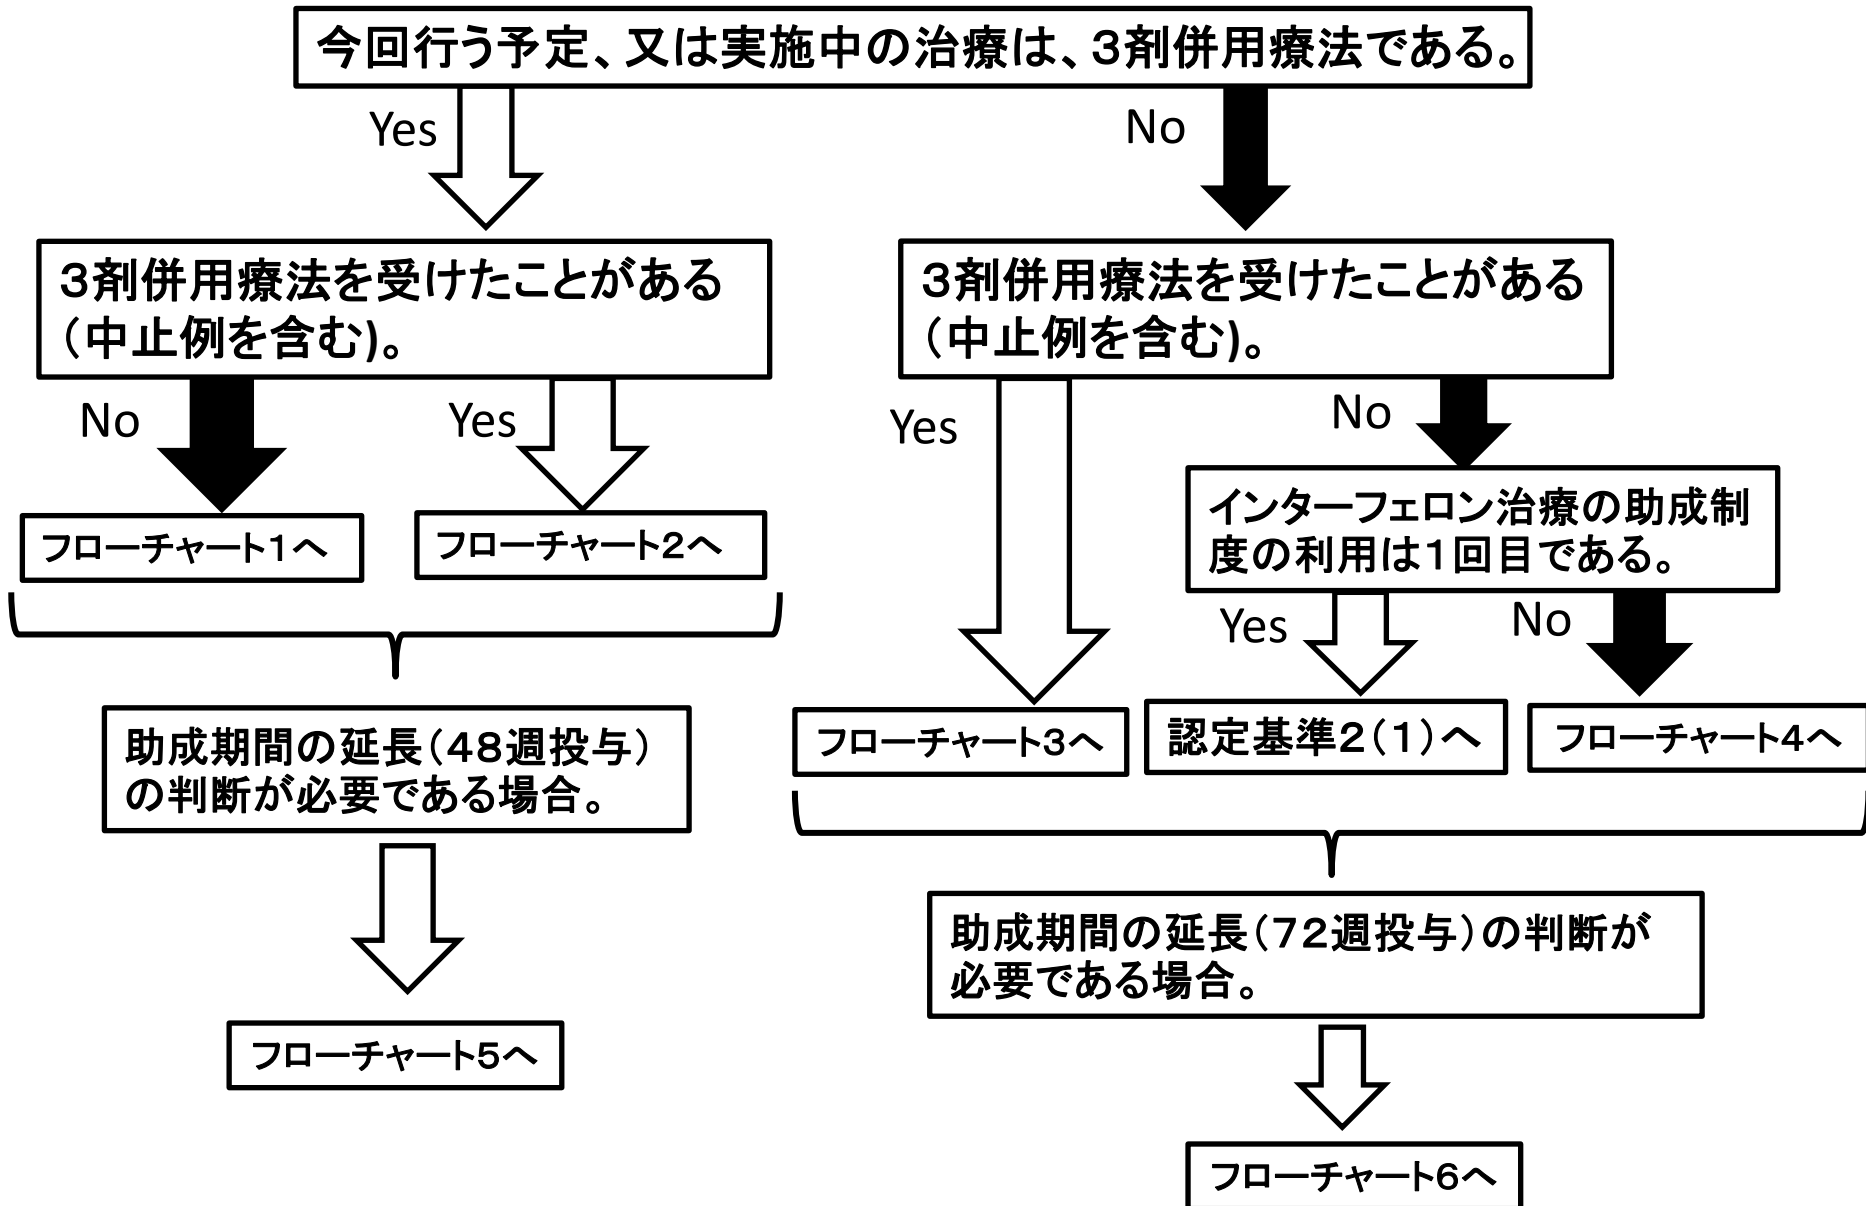 今回行う予定、又は実施中の治療は、３剤併用療法である。
Yes
No
３剤併用療法を受けたことがある
（中止例を含む)。
３剤併用療法を受けたことがある
（中止例を含む)。
No
Yes
Yes
No
フローチャート１へ
フローチャート２へ
インターフェロン治療の助成制
度の利用は１回目である。
Yes
No
助成期間の延長（４８週投与）
の判断が必要である場合。
フローチャート３へ
認定基準２（１）へ
フローチャート４へ
助成期間の延長（７２週投与）の判断が
必要である場合。
フローチャート５へ
フローチャート６へ